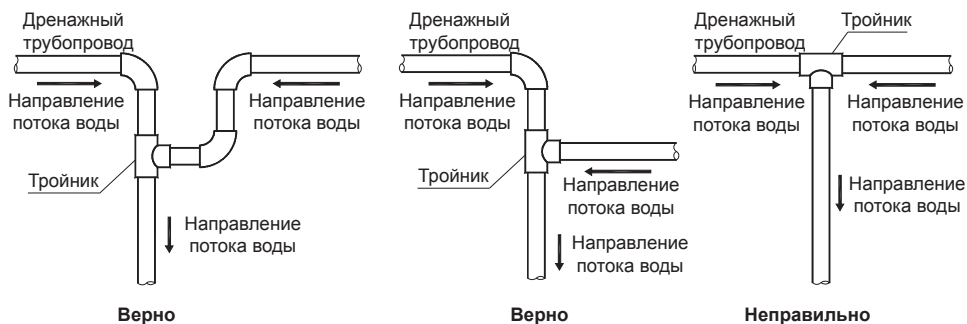 Дренажный
трубопровод
Направление
потока воды
Направление
потока воды
Тройник
Направление
потока воды
Верно
Дренажный
трубопровод
Направление
потока воды
Тройник
Направление
потока воды
Направление
потока воды
Верно
Дренажный
трубопровод
Тройник
Направление
потока воды
Направление
потока воды
Направление
потока воды
Неправильно